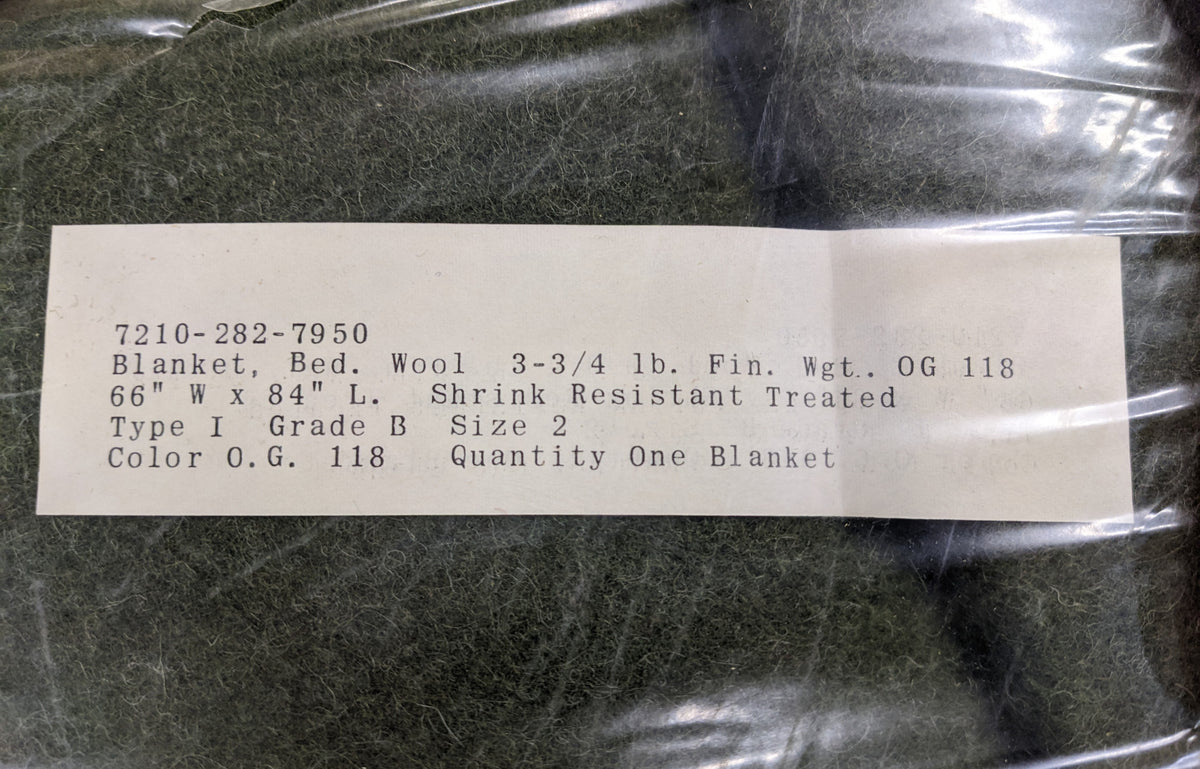 7210-282-7950
Blanket, Bed. Wool 3-3/4 lb. Fin. Wgt.. OG 118
66" W x 84" L. Shrink Resistant Treated
Type I Grade B Size 2
Color O.G. 118 Quantity One Blanket